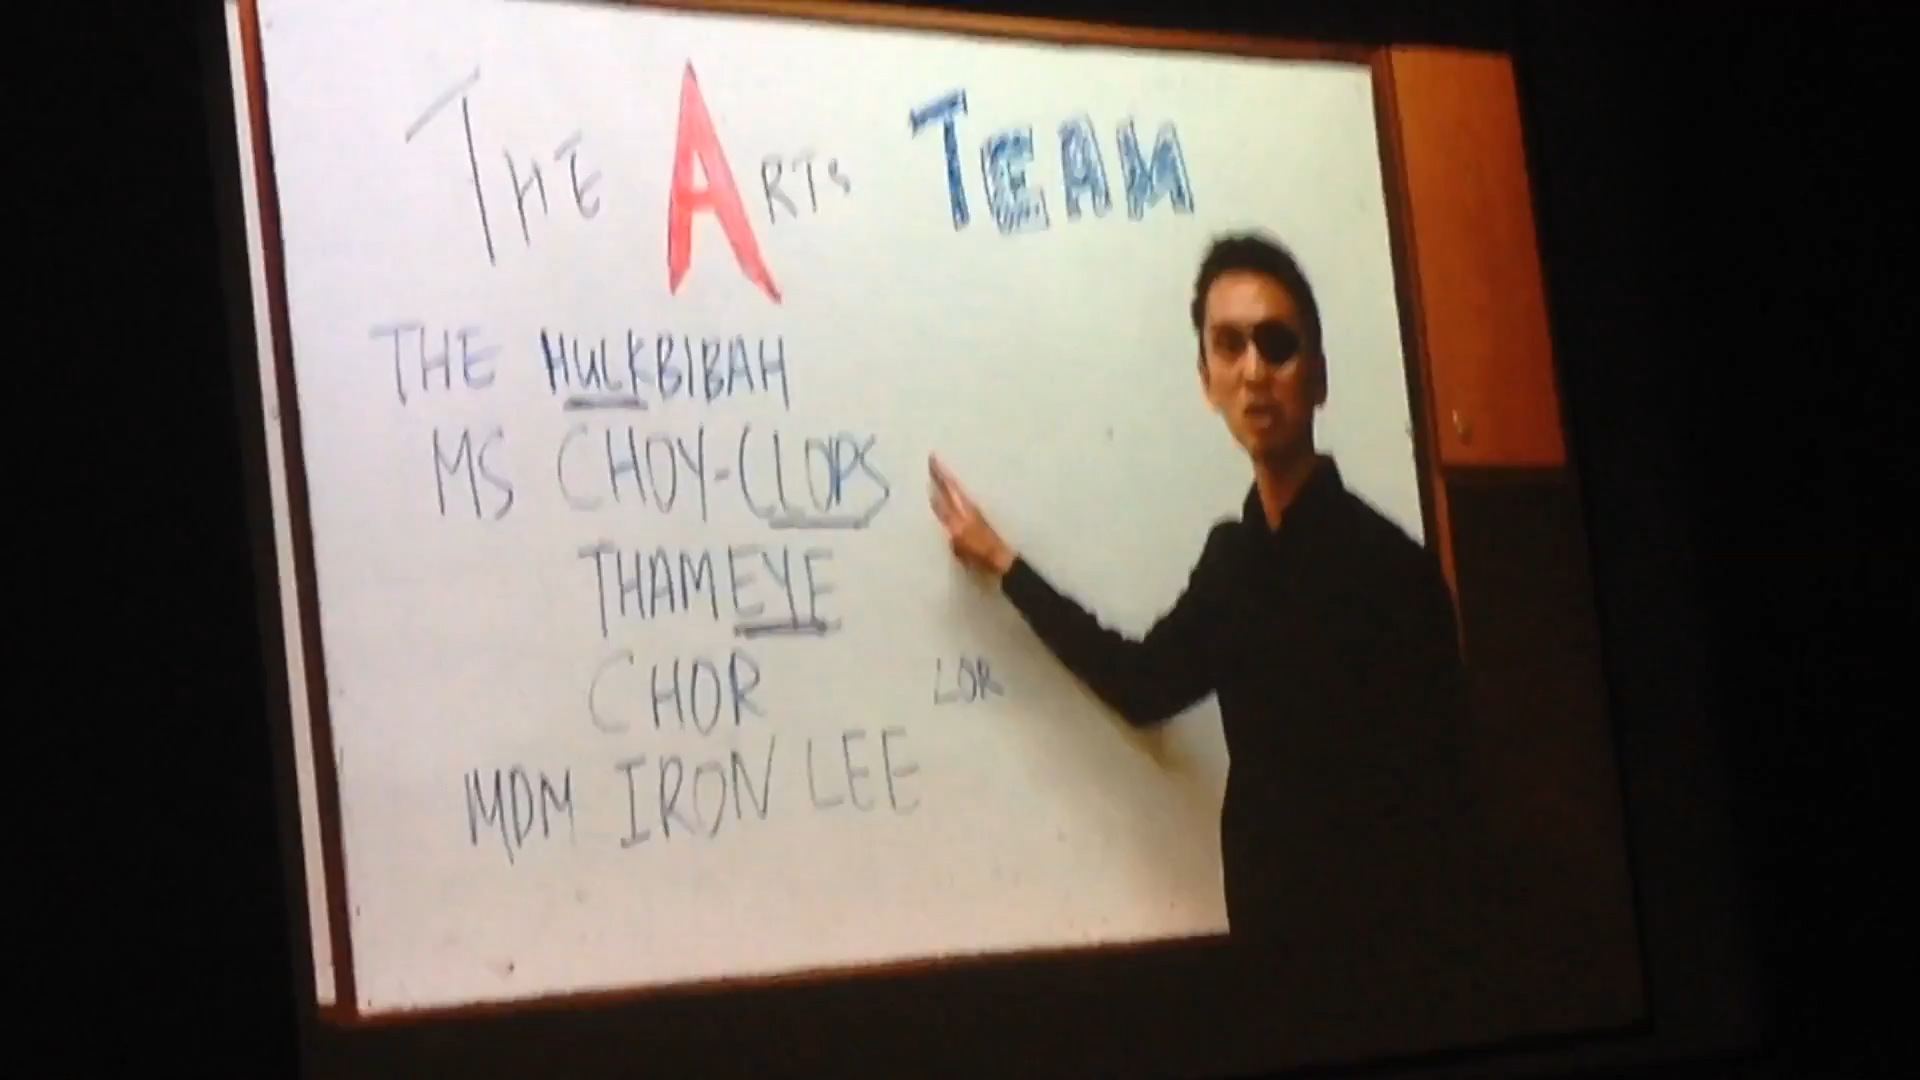 THE ARTS TEAM
THE HULKBIBAH
MS CHOY-CLOPS
THAMEYE
CHOR LOR
MDM IRON LEE